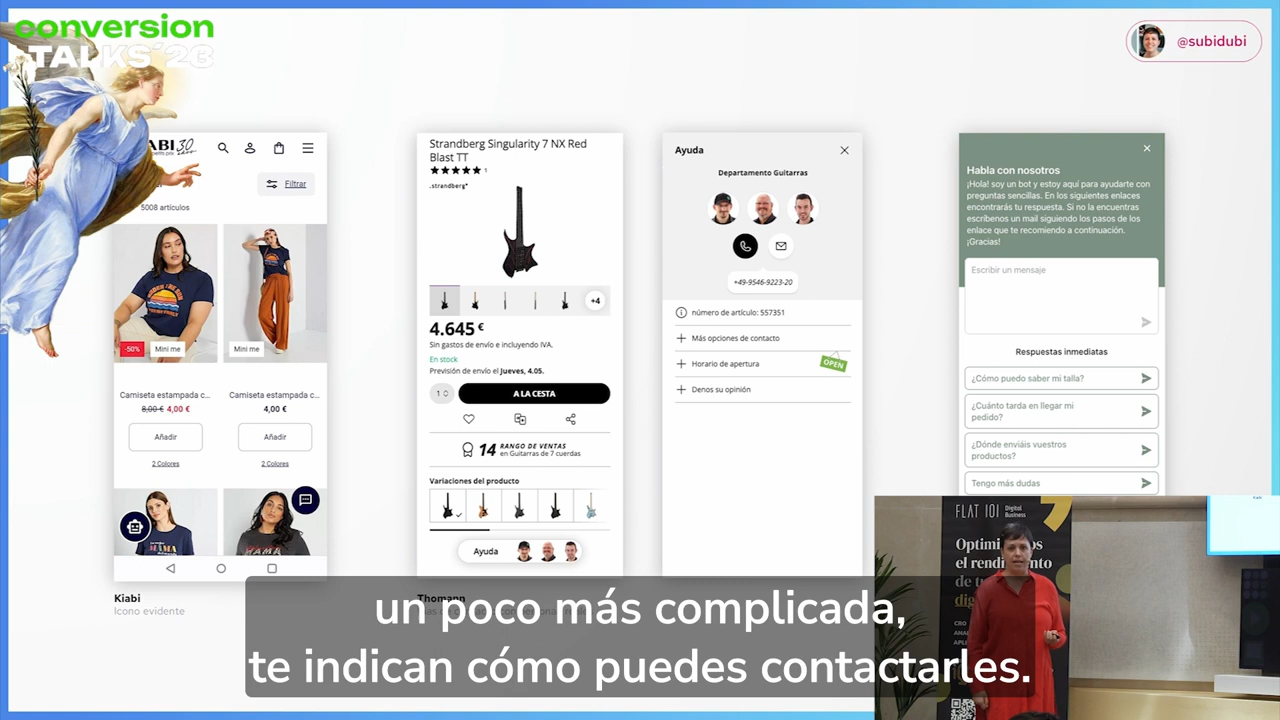 conversion
TALKS´23
@subidubi
Filtrar
5008 artículos
-50%
Mini me
Mini me
Camiseta estampada c...
8,00 € 4,00 €
Añadir
2 Colores
Camiseta estampada c...
4,00 €
Añadir
2 Colores
Kiabi
Icono evidente
Strandberg Singularity 7 NX Red
Blast TT
1
.strandberg*
+4
4.645 €
Sin gastos de envío e incluyendo IVA.
En stock
Previsión de envío el Jueves, 4.05.
1
A LA CESTA
14 RANGO DE VENTAS
en Guitarras de 7 cuerdas
Variaciones del producto
Ayuda
Thomann
Ayuda
Departamento Guitarras
+49-9546-9223-20
número de artículo: 557351
Más opciones de contacto
Horario de apertura
OPEN
Denos su opinión
Habla con nosotros
¡Hola! soy un bot y estoy aquí para ayudarte con
preguntas sencillas. En los siguientes enlaces
encontrarás tu respuesta. Si no la encuentras
escríbenos un mail siguiendo los pasos de los
enlace que te recomiendo a continuación.
¡Gracias!
Escribir un mensaje
Respuestas inmediatas
¿Cómo puedo saber mi talla?
¿Cuánto tarda en llegar mi
pedido?
¿Dónde enviáis vuestros
productos?
Tengo más dudas
FLAT 101 Digital
Business
el rendi
un poco más complicada,
te indican cómo puedes contactarles.